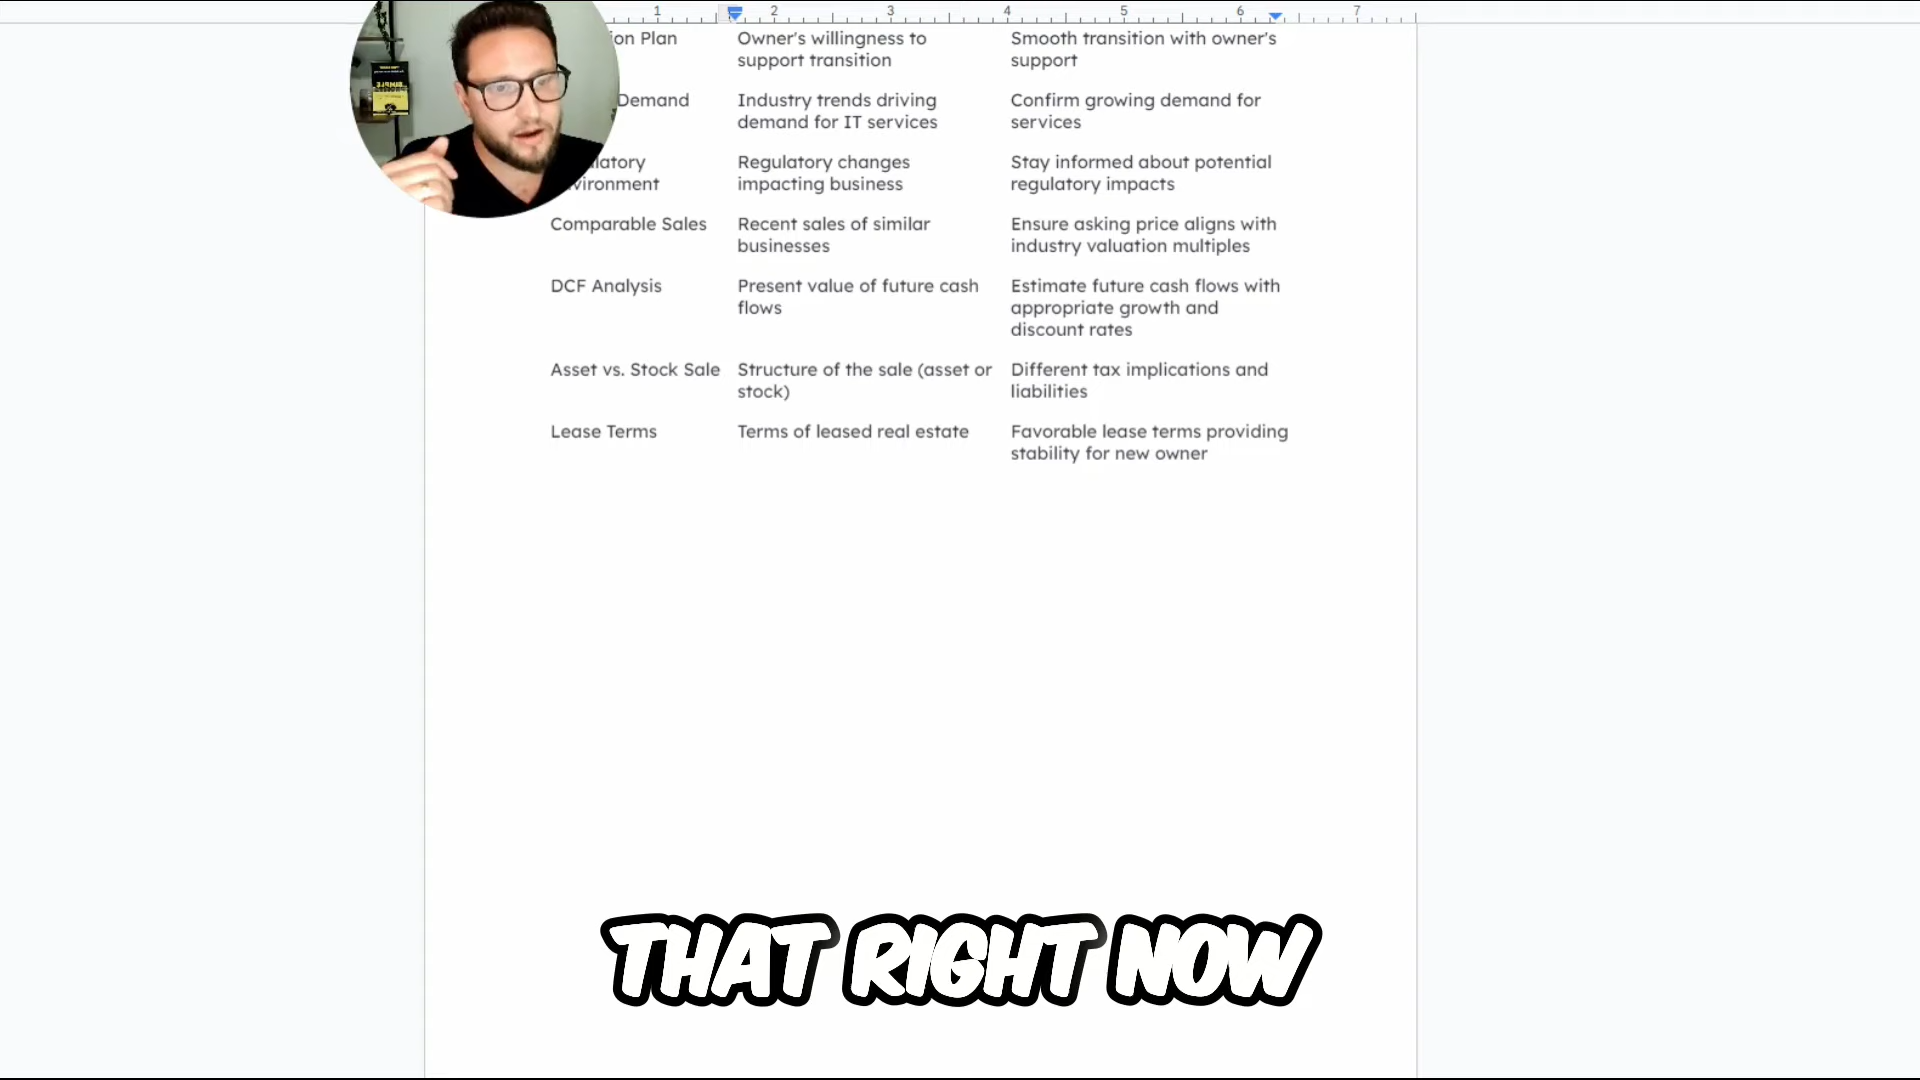 1 2 3 4 5 6 7
ion Plan
Owner's willingness to
support transition
Smooth transition with owner's
support
Demand
Industry trends driving
demand for IT services
Confirm growing demand for
services
latory
vironment
Regulatory changes
impacting business
Stay informed about potential
regulatory impacts
Comparable Sales
Recent sales of similar
businesses
Ensure asking price aligns with
industry valuation multiples
DCF Analysis
Present value of future cash
flows
Estimate future cash flows with
appropriate growth and
discount rates
Asset vs. Stock Sale
Structure of the sale (asset or
stock)
Different tax implications and
liabilities
Lease Terms
Terms of leased real estate
Favorable lease terms providing
stability for new owner
THAT RIGHT NOW